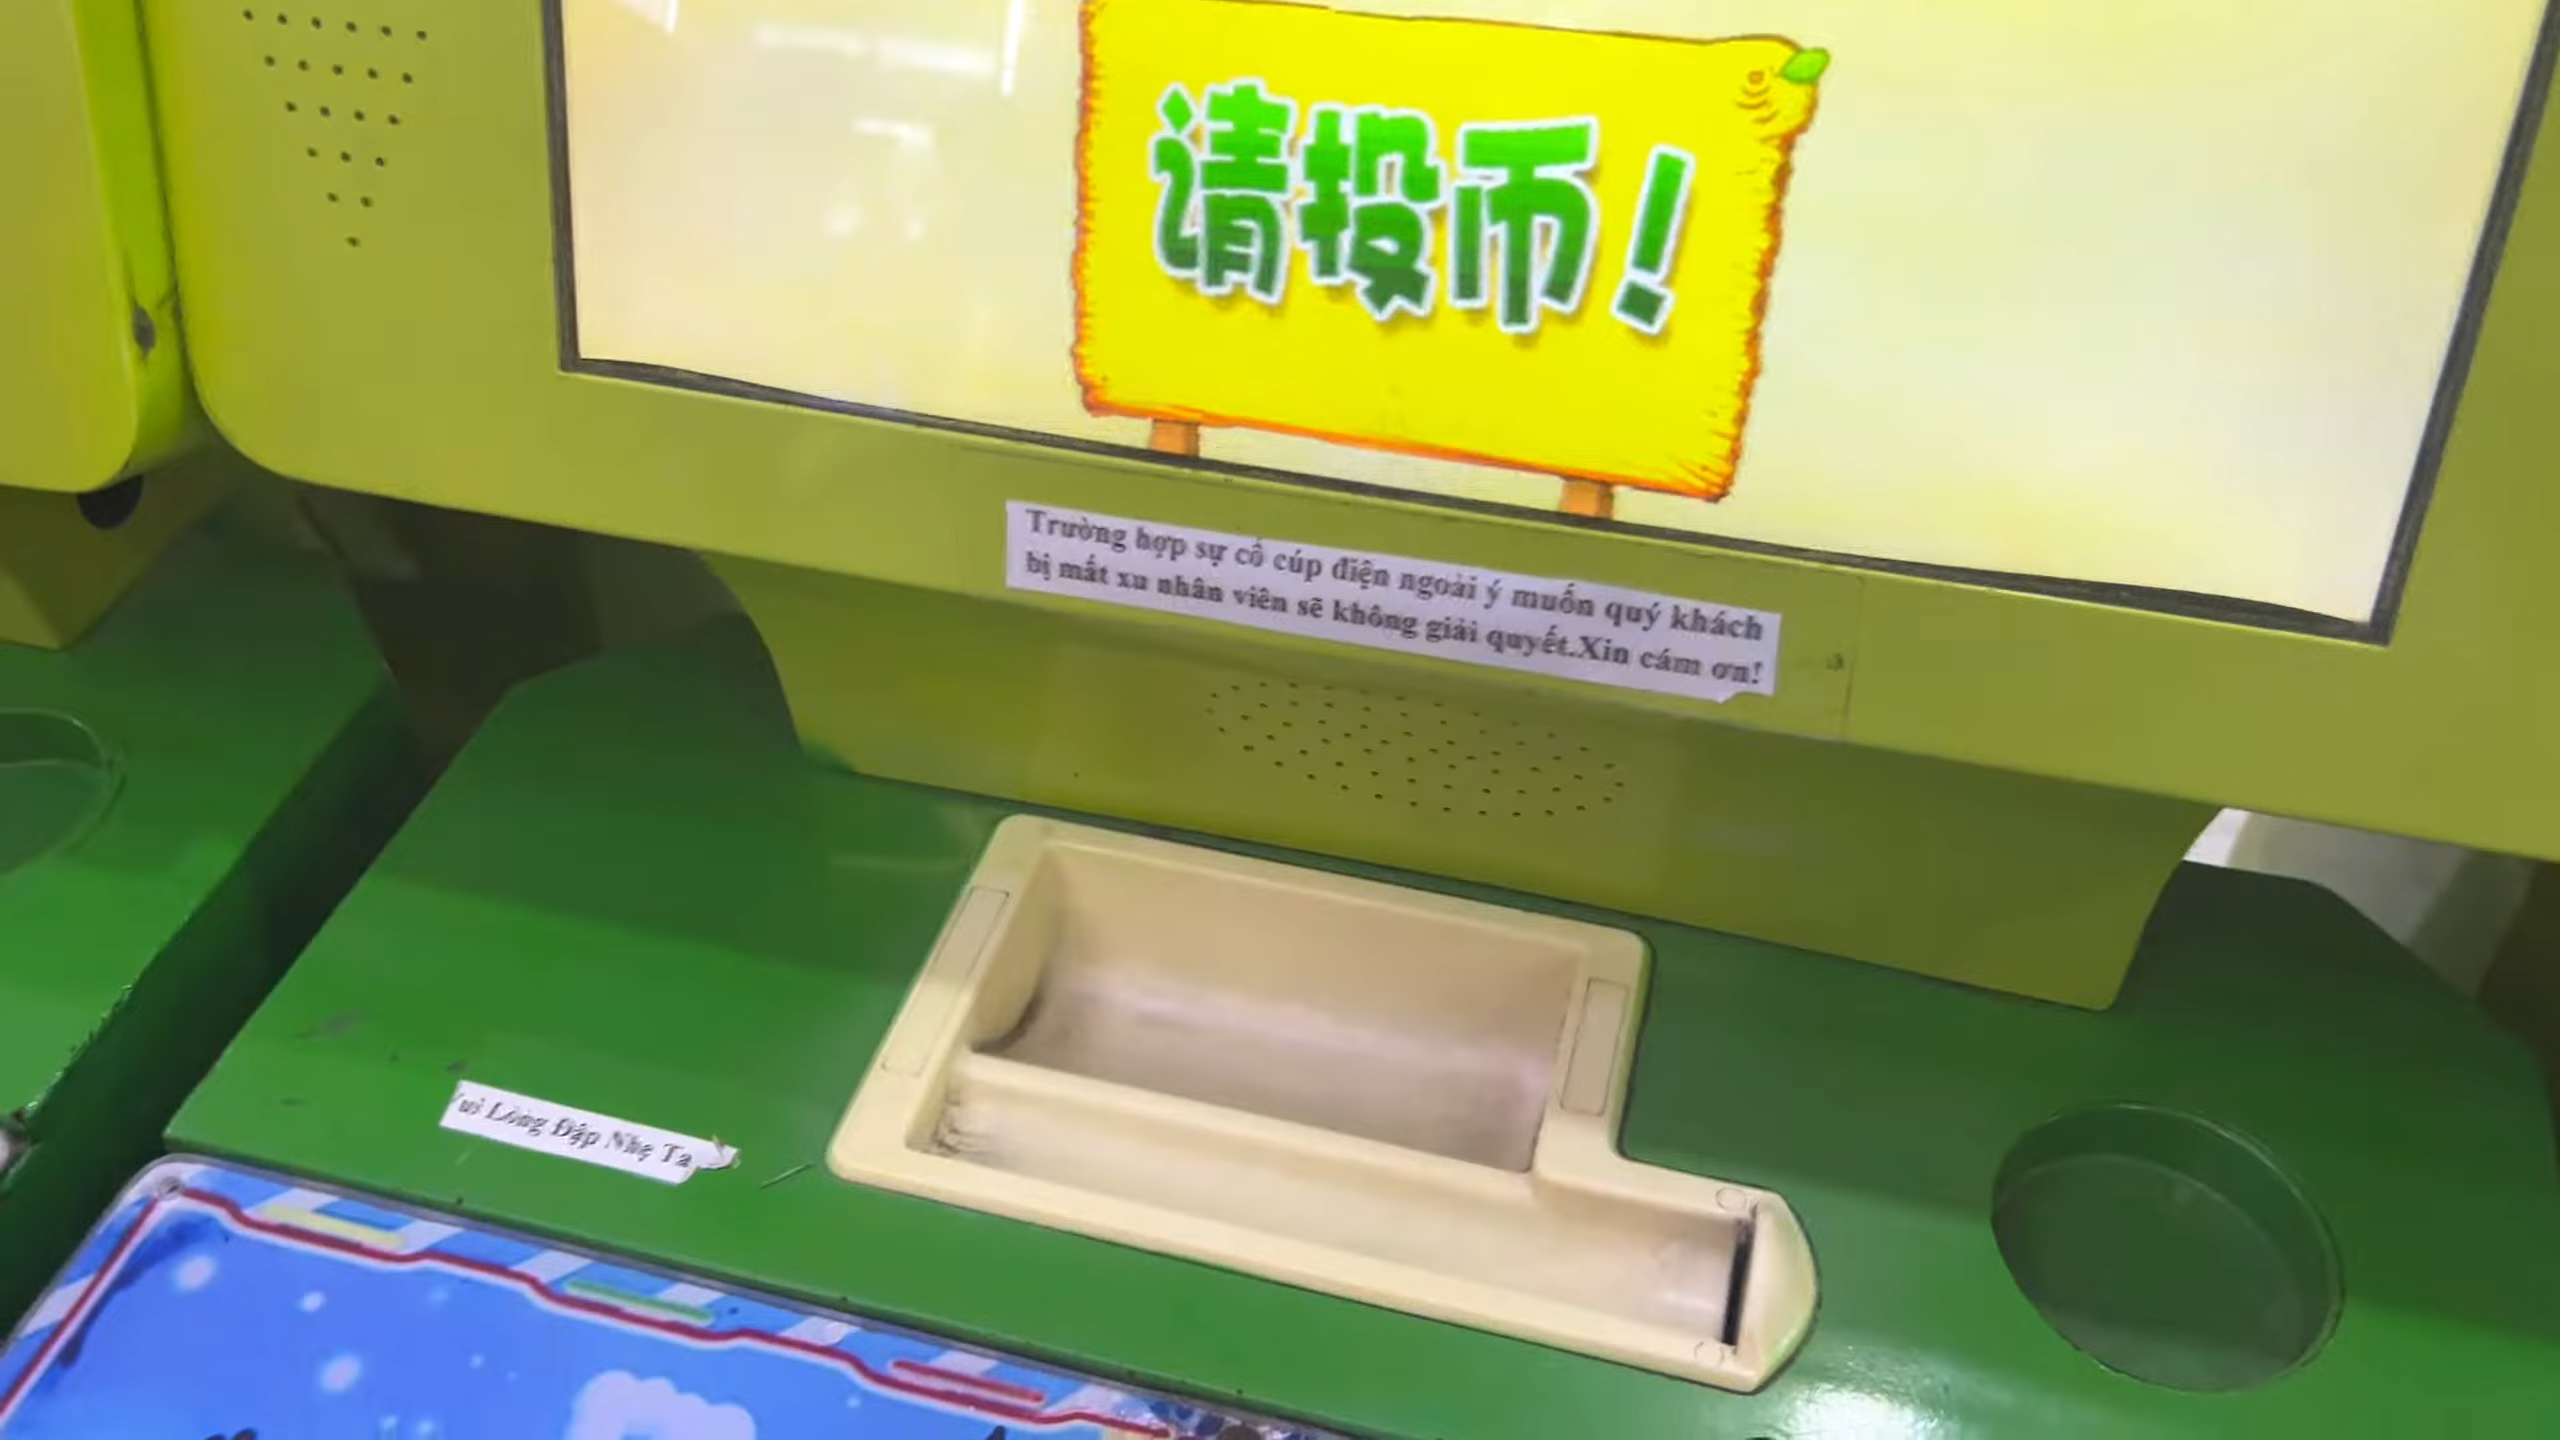 请投币!
Trường hợp sự cố cúp điện ngoài ý muốn quý khách
bị mất xu nhân viên sẽ không giải quyết.Xin cám ơn!
Lòng Đập Nhẹ Ta